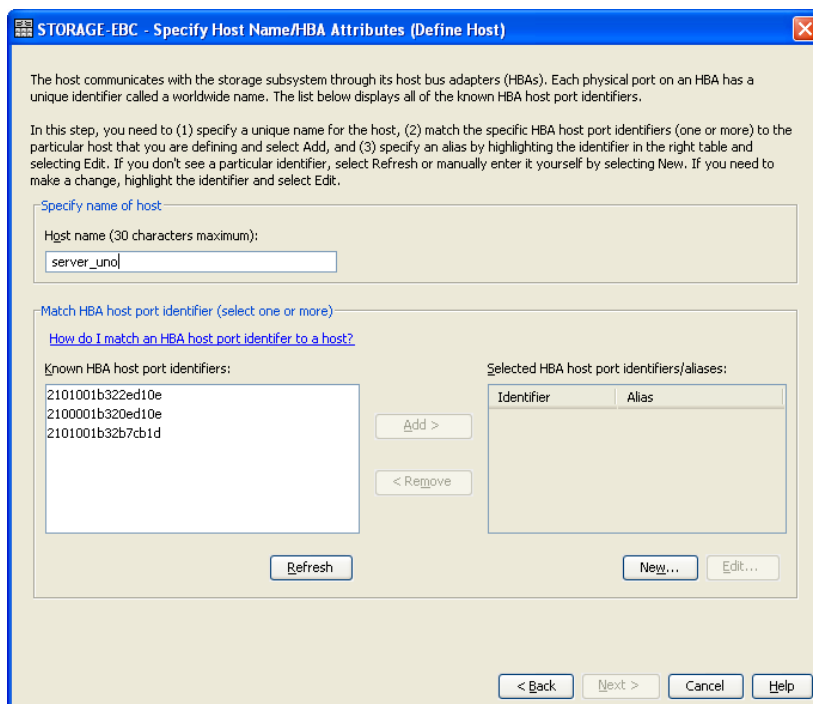 STORAGE-EBC - Specify Host Name/HBA Attributes (Define Host)
The host communicates with the storage subsystem through its host bus adapters (HBAs). Each physical port on an HBA has a
unique identifier called a worldwide name. The list below displays all of the known HBA host port identifiers.
In this step, you need to (1) specify a unique name for the host, (2) match the specific HBA host port identifiers (one or more) to the
particular host that you are defining and select Add, and (3) specify an alias by highlighting the identifier in the right table and
selecting Edit. If you don't see a particular identifier, select Refresh or manually enter it yourself by selecting New. If you need to
make a change, highlight the identifier and select Edit.
Specify name of host
Host name (30 characters maximum):
server_uno
Match HBA host port identifier (select one or more)
How do I match an HBA host port identifer to a host?
Known HBA host port identifiers:
2101001b322ed10e
2100001b320ed10e
2101001b32b7cb1d
Add >
< Remove
Selected HBA host port identifiers/aliases:
Identifier Alias
Refresh
New... Edit...
< Back Next > Cancel Help